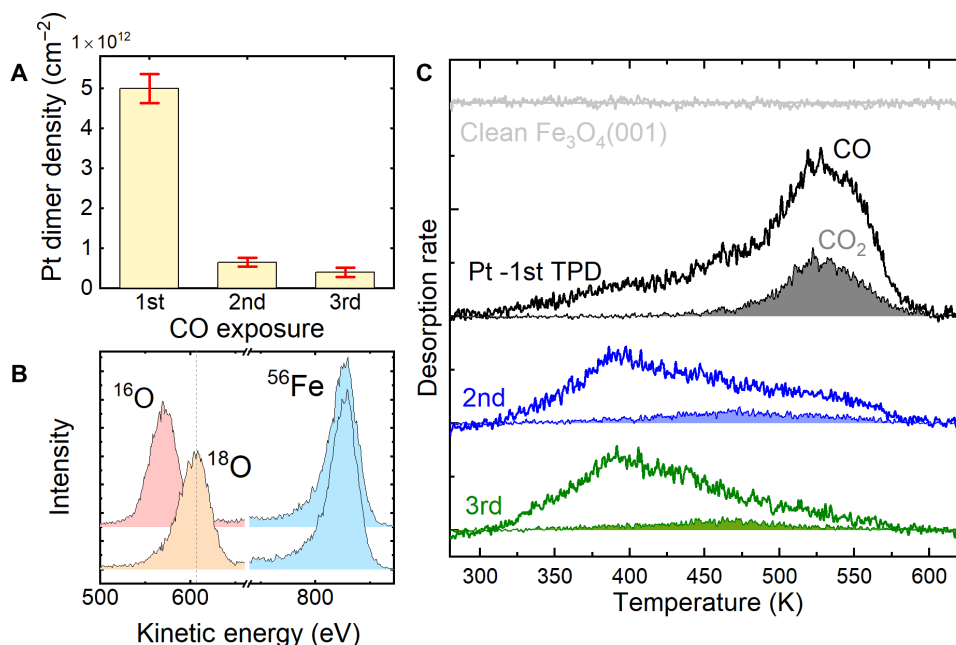 A
1×10¹²
Pt dimer density (cm⁻²)
5
4
3
2
1
0
1st 2nd 3rd
CO exposure
B
Intensity
¹⁶O
¹⁸O
⁵⁶Fe
500 600 800
Kinetic energy (eV)
C
Desorption rate
Clean Fe₃O₄(001)
CO
CO₂
Pt -1st TPD
2nd
3rd
300 350 400 450 500 550 600
Temperature (K)